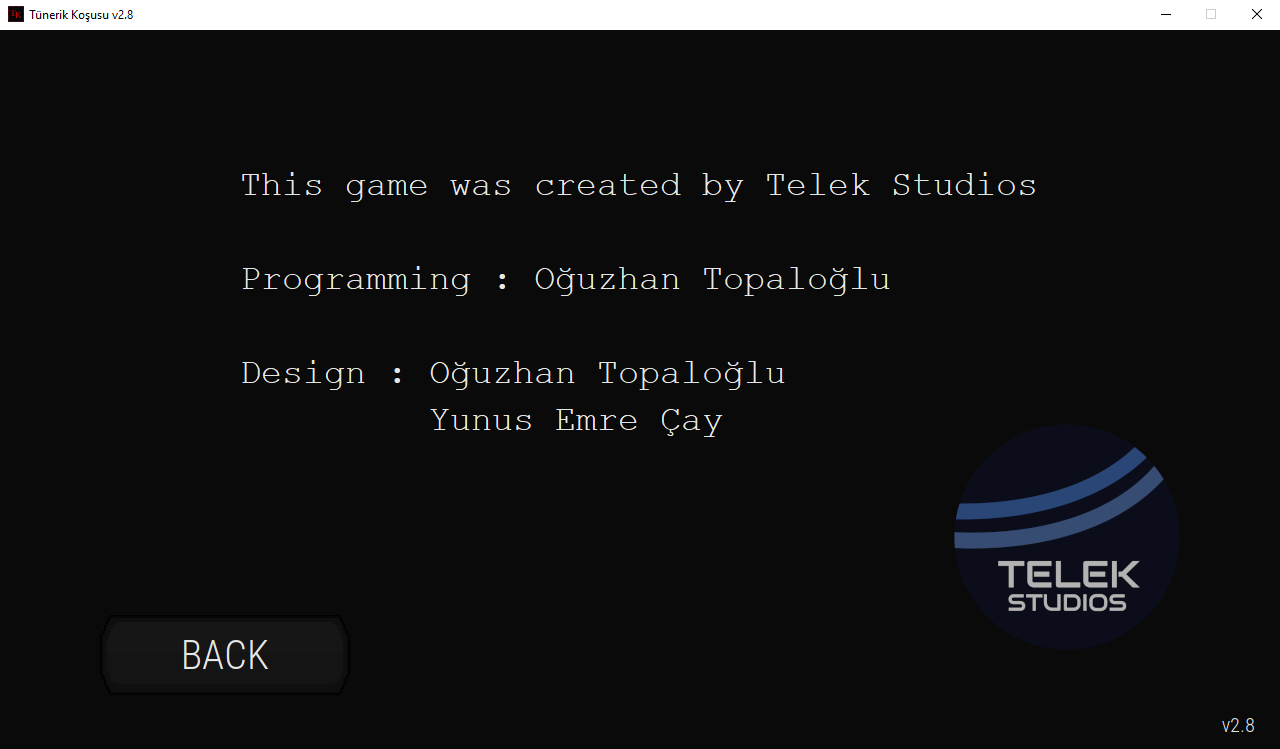 Tünerik Koşusu v2.8
This game was created by Telek Studios
Programming : Oğuzhan Topaloğlu
Design : Oğuzhan Topaloğlu
Yunus Emre Çay
TELEK
STUDIOS
BACK
v2.8